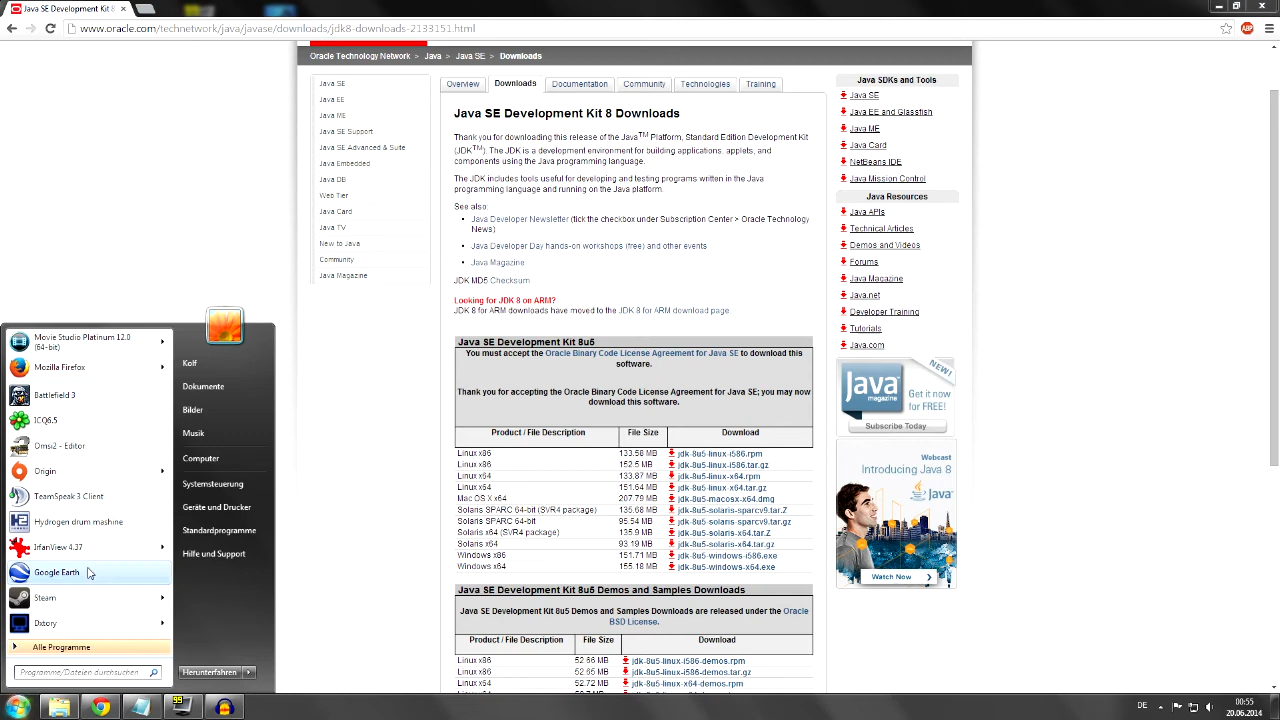 Java SE Development Kit 8
www.oracle.com/technetwork/java/javase/downloads/jdk8-downloads-2133151.html
ABP
Oracle Technology Network > Java > Java SE > Downloads
Java SE
Java EE
Java ME
Java SE Support
Java SE Advanced & Suite
Java Embedded
Java DB
Web Tier
Java Card
Java TV
New to Java
Community
Java Magazine
Overview
Downloads
Documentation
Community
Technologies
Training
Java SE Development Kit 8 Downloads
Thank you for downloading this release of the Java™ Platform, Standard Edition Development Kit
(JDK™). The JDK is a development environment for building applications, applets, and
components using the Java programming language.
The JDK includes tools useful for developing and testing programs written in the Java
programming language and running on the Java platform.
See also:
Java Developer Newsletter (tick the checkbox under Subscription Center > Oracle Technology
News)
Java Developer Day hands-on workshops (free) and other events
Java Magazine
JDK MD5 Checksum
Looking for JDK 8 on ARM?
JDK 8 for ARM downloads have moved to the JDK 8 for ARM download page
Java SE Development Kit 8u5
You must accept the Oracle Binary Code License Agreement for Java SE to download this
software.
Thank you for accepting the Oracle Binary Code License Agreement for Java SE; you may now
download this software.
Product / File Description File Size Download
Linux x86 133.58 MB jdk-8u5-linux-i586.rpm
Linux x86 152.5 MB jdk-8u5-linux-i586.tar.gz
Linux x64 133.87 MB jdk-8u5-linux-x64.rpm
Linux x64 151.64 MB jdk-8u5-linux-x64.tar.gz
Mac OS X x64 207.79 MB jdk-8u5-macosx-x64.dmg
Solaris SPARC 64-bit (SVR4 package) 135.68 MB jdk-8u5-solaris-sparcv9.tar.Z
Solaris SPARC 64-bit 95.54 MB jdk-8u5-solaris-sparcv9.tar.gz
Solaris x64 (SVR4 package) 135.9 MB jdk-8u5-solaris-x64.tar.Z
Solaris x64 93.19 MB jdk-8u5-solaris-x64.tar.gz
Windows x86 151.71 MB jdk-8u5-windows-i586.exe
Windows x64 155.18 MB jdk-8u5-windows-x64.exe
Java SE Development Kit 8u5 Demos and Samples Downloads
Java SE Development Kit 8u5 Demos and Samples Downloads are released under the Oracle
BSD License.
Product / File Description File Size Download
Linux x86 52.66 MB jdk-8u5-linux-i586-demos.rpm
Linux x86 52.65 MB jdk-8u5-linux-i586-demos.tar.gz
Linux x64 52.72 MB jdk-8u5-linux-x64-demos.rpm
Java SDKs and Tools
Java SE
Java EE and Glassfish
Java ME
Java Card
NetBeans IDE
Java Mission Control
Java Resources
Java APIs
Technical Articles
Demos and Videos
Forums
Java Magazine
Java.net
Developer Training
Tutorials
Java.com
NEW!
Java
magazine
Get it now
for FREE!
Subscribe Today
Webcast
Introducing Java 8
Java
Watch Now
Movie Studio Platinum 12.0
(64-bit)
Mozilla Firefox
Battlefield 3
ICQ6.5
Omsi2 - Editor
Origin
TeamSpeak 3 Client
H2
Hydrogen drum machine
IrfanView 4.37
Google Earth
Steam
Dxtory
Alle Programme
Programme/Dateien durchsuchen
Kolf
Dokumente
Bilder
Musik
Computer
Systemsteuerung
Geräte und Drucker
Standardprogramme
Hilfe und Support
Herunterfahren
99
DE
00:55
20.06.2014